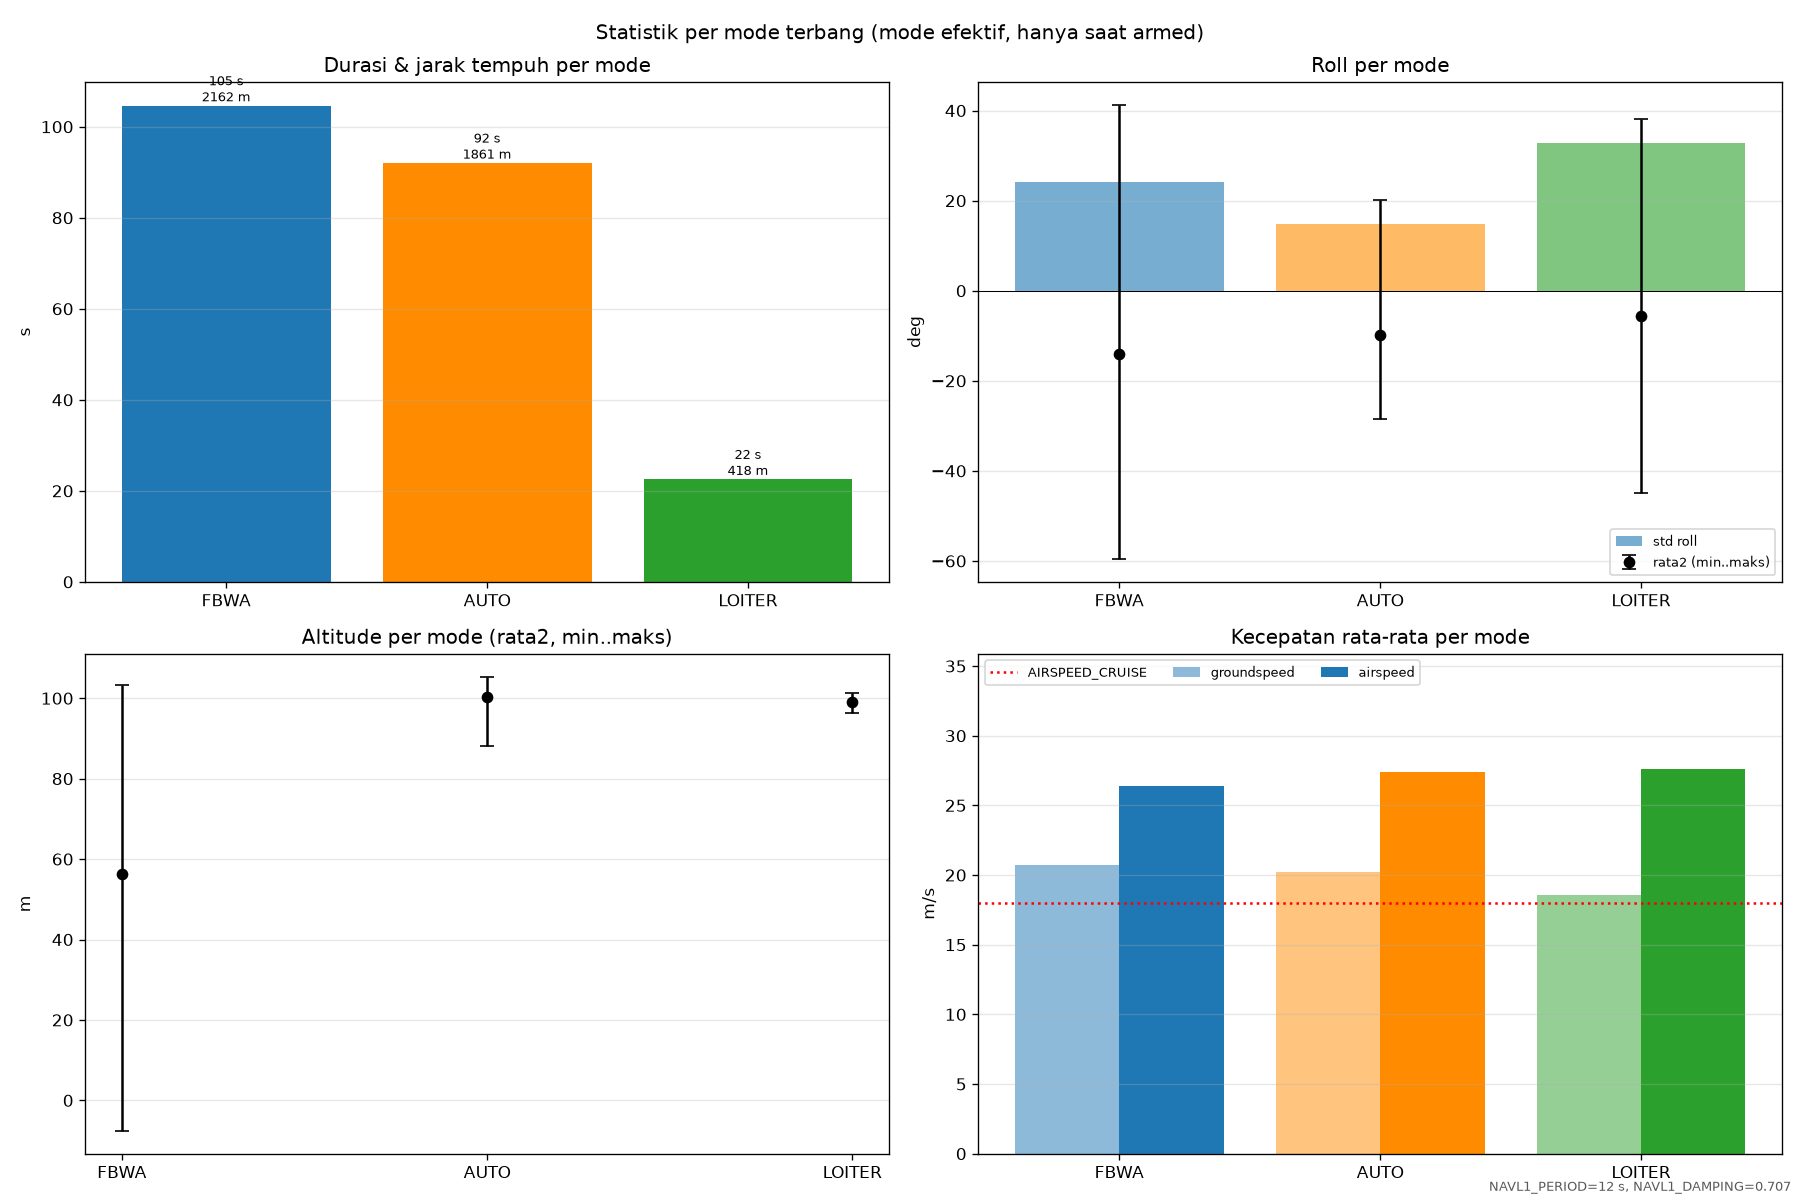 Statistik per mode terbang (mode efektif, hanya saat armed)
Durasi & jarak tempuh per mode
105 s
2162 m
92 s
1861 m
22 s
418 m
100
80
60
40
20
0
s
FBWA
AUTO
LOITER
Roll per mode
40
20
0
−20
−40
−60
deg
std roll
rata2 (min..maks)
FBWA
AUTO
LOITER
Altitude per mode (rata2, min..maks)
100
80
60
40
20
0
m
FBWA
AUTO
LOITER
Kecepatan rata-rata per mode
AIRSPEED_CRUISE
groundspeed
airspeed
35
30
25
20
15
10
5
0
m/s
FBWA
AUTO
LOITER
NAVL1_PERIOD=12 s, NAVL1_DAMPING=0.707